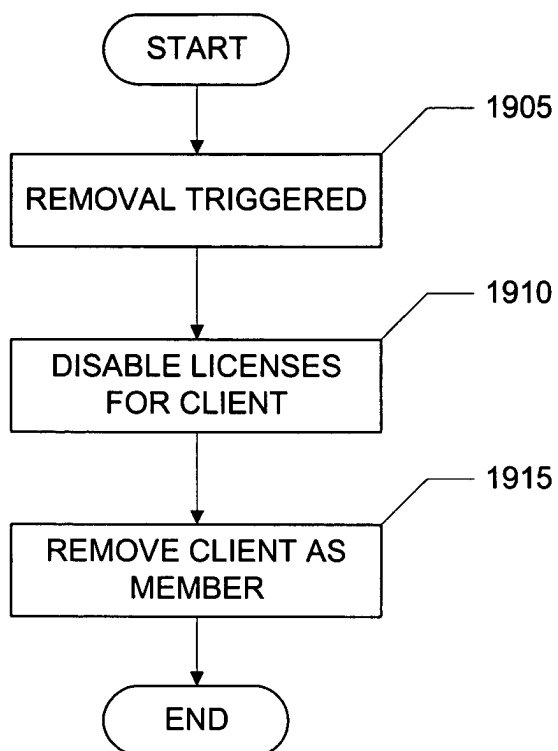 START
1905
REMOVAL TRIGGERED
1910
DISABLE LICENSES
FOR CLIENT
1915
REMOVE CLIENT AS
MEMBER
END